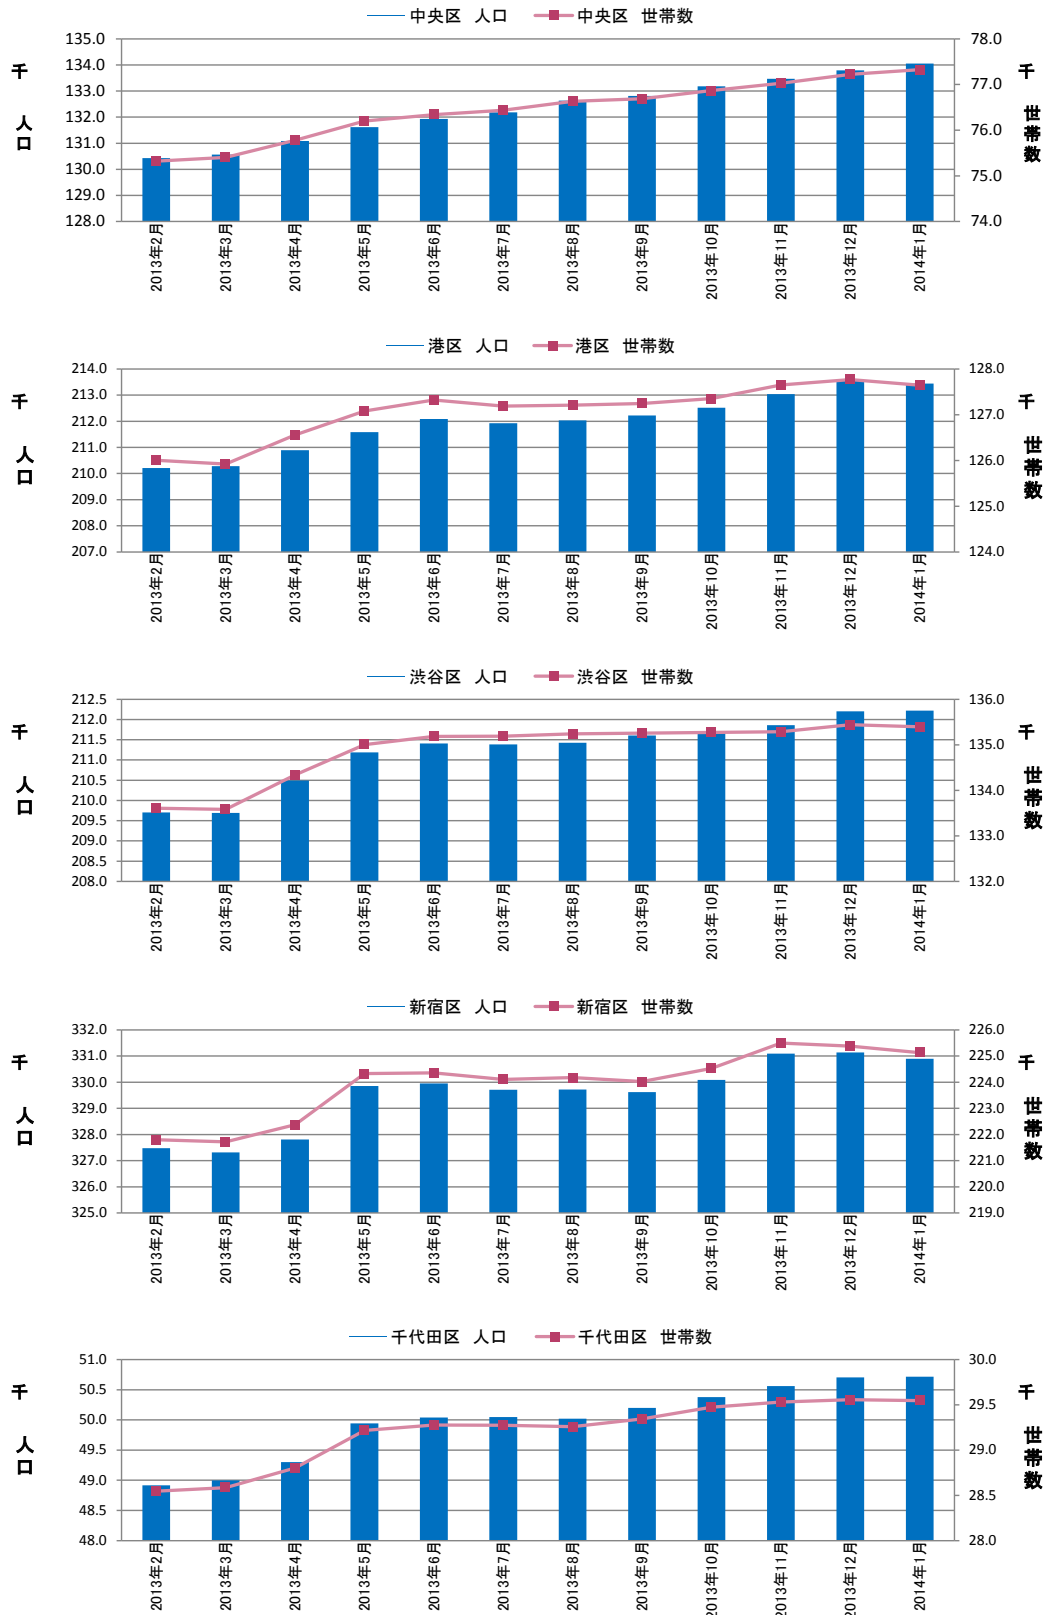 中央区 人口 中央区 世帯数
千 人口
135.0
134.0
133.0
132.0
131.0
130.0
129.0
128.0
78.0
77.0
76.0
75.0
74.0
千 世帯数
2013年2月
2013年3月
2013年4月
2013年5月
2013年6月
2013年7月
2013年8月
2013年9月
2013年10月
2013年11月
2013年12月
2014年1月
港区 人口 港区 世帯数
千 人口
214.0
213.0
212.0
211.0
210.0
209.0
208.0
207.0
128.0
127.0
126.0
125.0
124.0
千 世帯数
2013年2月
2013年3月
2013年4月
2013年5月
2013年6月
2013年7月
2013年8月
2013年9月
2013年10月
2013年11月
2013年12月
2014年1月
渋谷区 人口 渋谷区 世帯数
千 人口
212.5
212.0
211.5
211.0
210.5
210.0
209.5
209.0
208.5
208.0
136.0
135.0
134.0
133.0
132.0
千 世帯数
2013年2月
2013年3月
2013年4月
2013年5月
2013年6月
2013年7月
2013年8月
2013年9月
2013年10月
2013年11月
2013年12月
2014年1月
新宿区 人口 新宿区 世帯数
千 人口
332.0
331.0
330.0
329.0
328.0
327.0
326.0
325.0
226.0
225.0
224.0
223.0
222.0
221.0
220.0
219.0
千 世帯数
2013年2月
2013年3月
2013年4月
2013年5月
2013年6月
2013年7月
2013年8月
2013年9月
2013年10月
2013年11月
2013年12月
2014年1月
千代田区 人口 千代田区 世帯数
千 人口
51.0
50.5
50.0
49.5
49.0
48.5
48.0
30.0
29.5
29.0
28.5
28.0
千 世帯数
2013年2月
2013年3月
2013年4月
2013年5月
2013年6月
2013年7月
2013年8月
2013年9月
2013年10月
2013年11月
2013年12月
2014年1月